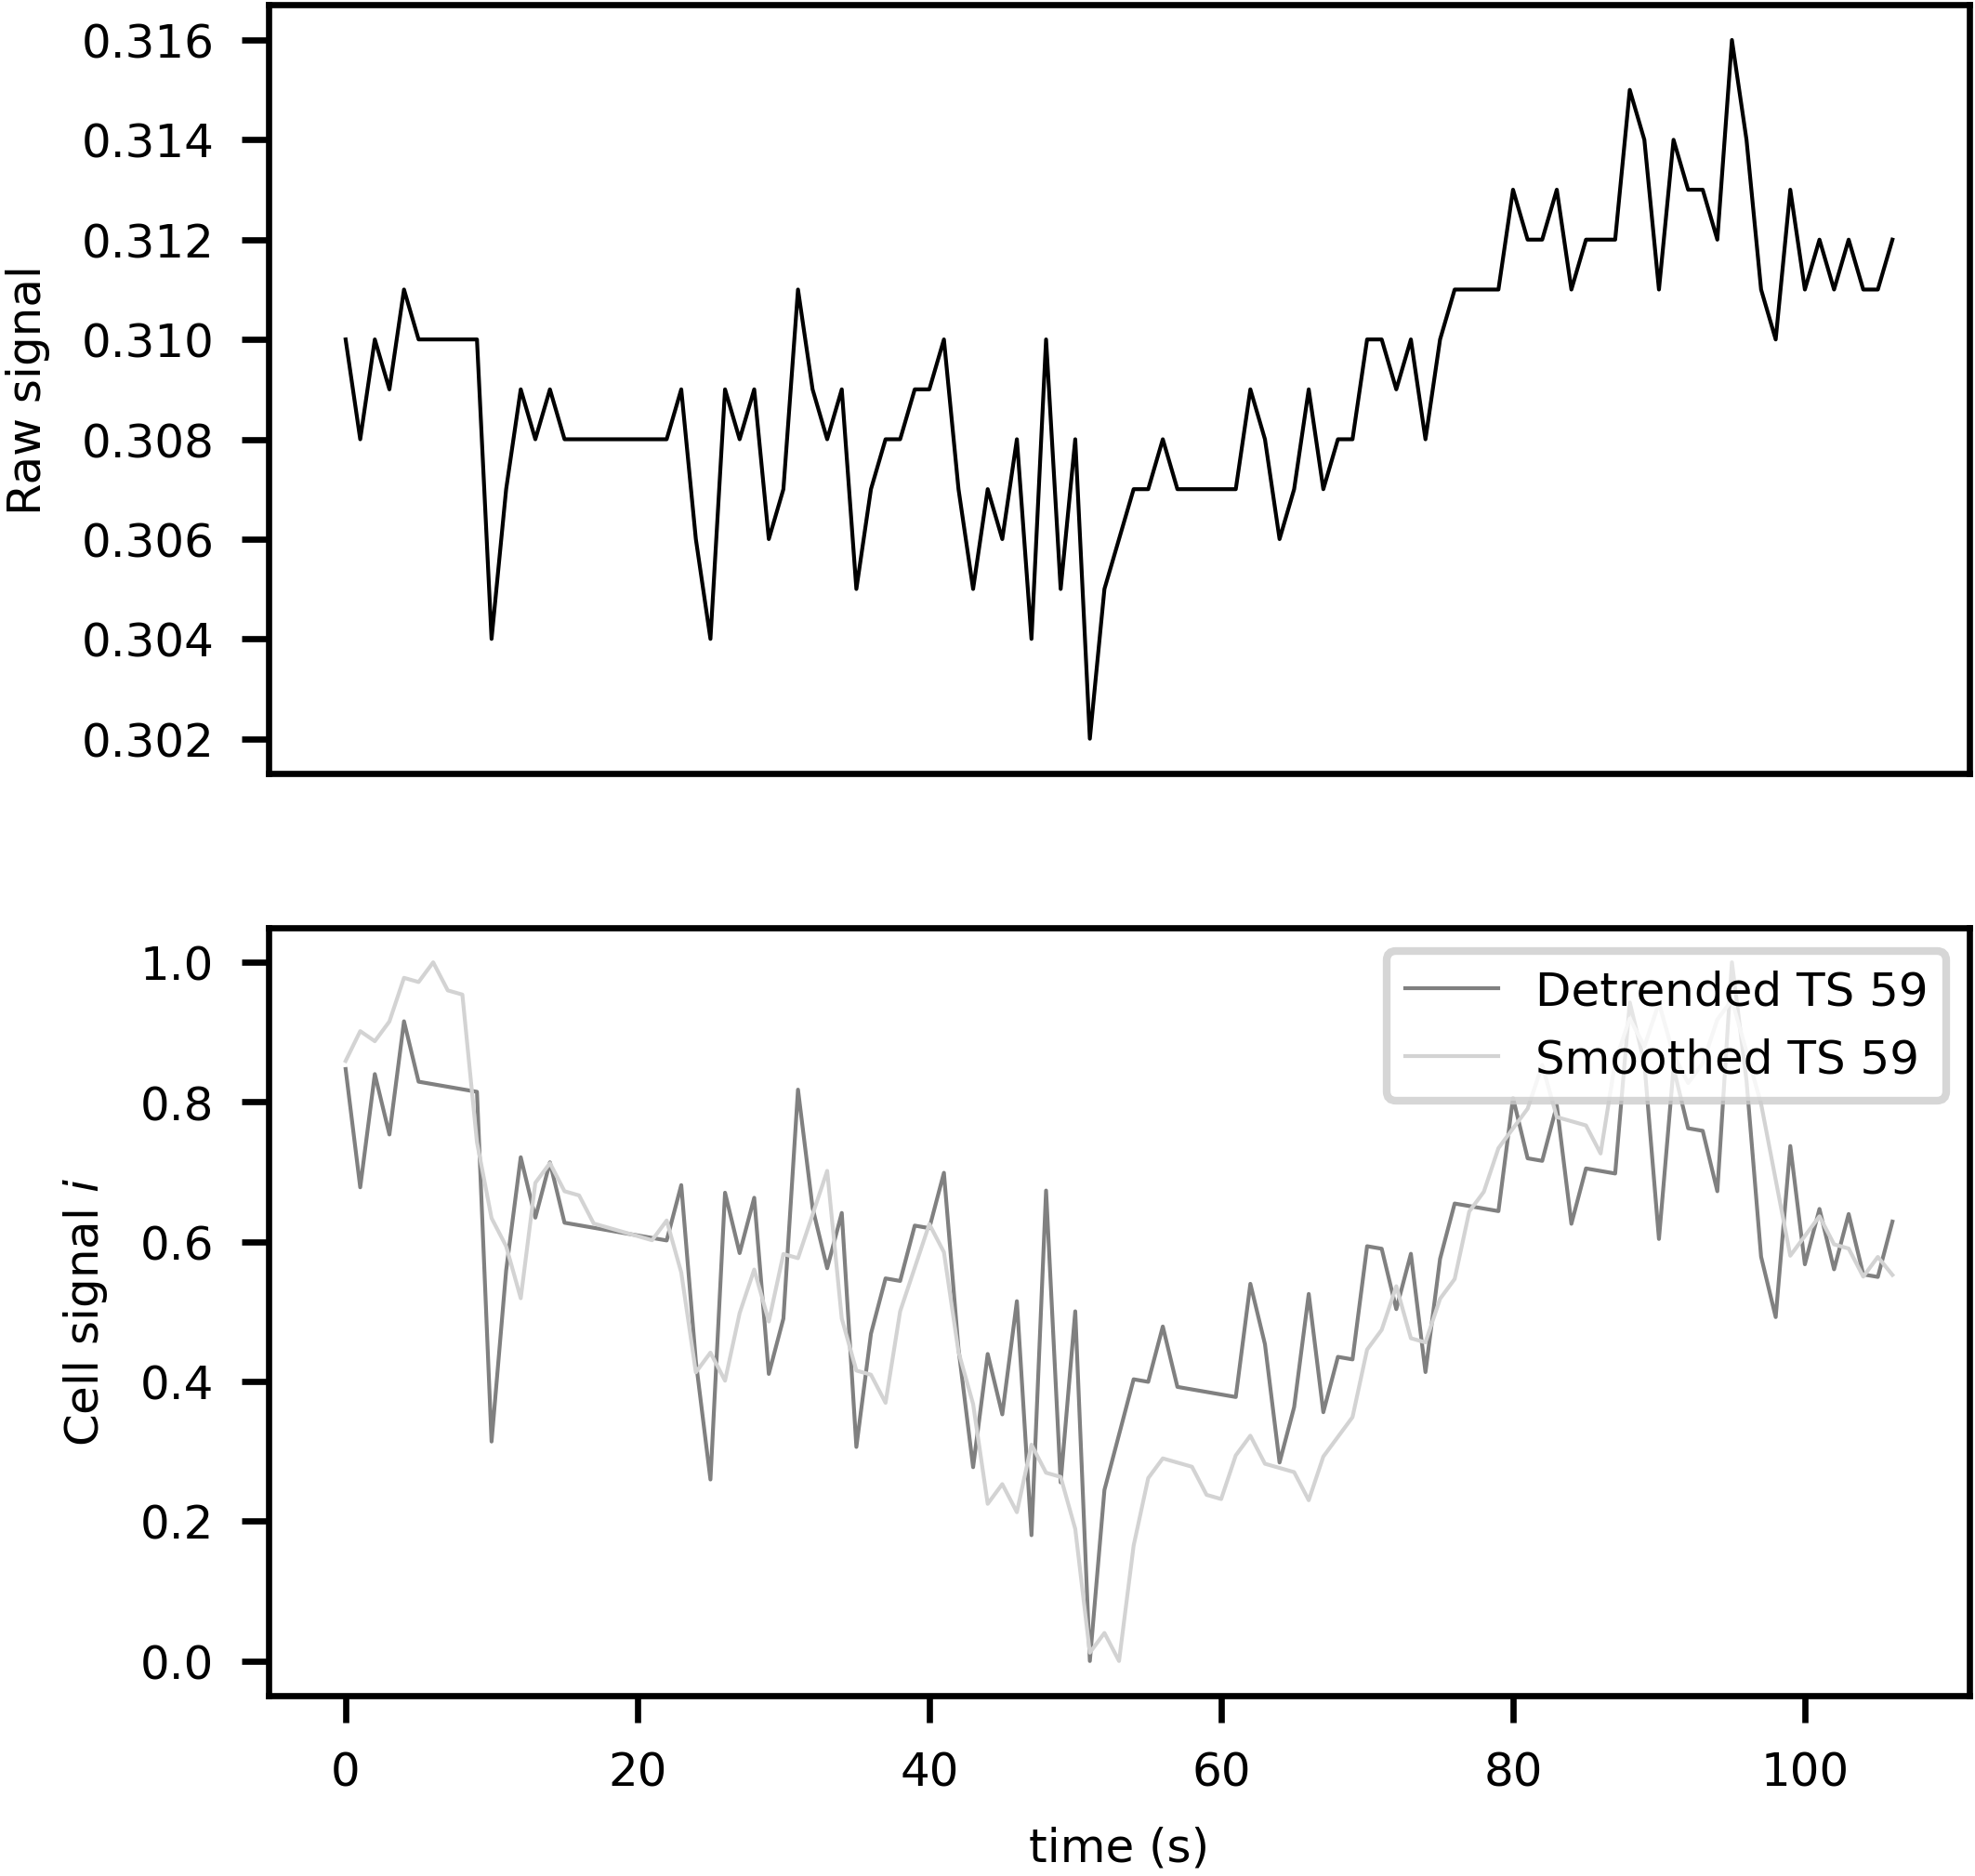 0.316
0.314
0.312
0.310
0.308
0.306
0.304
0.302
Raw signal
1.0
0.8
0.6
0.4
0.2
0.0
Cell signal i
Detrended TS 59
Smoothed TS 59
0 20 40 60 80 100
time (s)